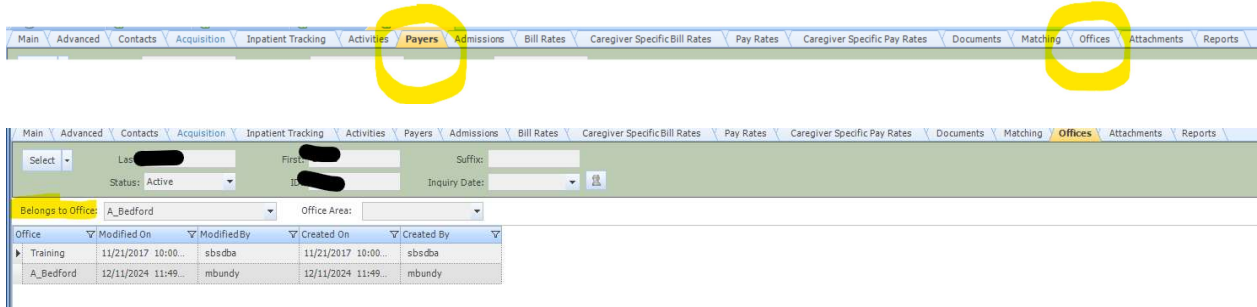 Main Advanced Contacts Acquisition Inpatient Tracking Activities Payers Admissions Bill Rates Caregiver Specific Bill Rates Pay Rates Caregiver Specific Pay Rates Documents Matching Offices Attachments Reports
Main Advanced Contacts Acquisition Inpatient Tracking Activities Payers Admissions Bill Rates Caregiver Specific Bill Rates Pay Rates Caregiver Specific Pay Rates Documents Matching Offices Attachments Reports
Select Las First: Suffix:
Status: Active ID Inquiry Date:
Belongs to Office: A_Bedford Office Area:
Office Modified On Modified By Created On Created By
Training 11/21/2017 10:00... sbsdba 11/21/2017 10:00... sbsdba
A_Bedford 12/11/2024 11:49... mbundy 12/11/2024 11:49... mbundy